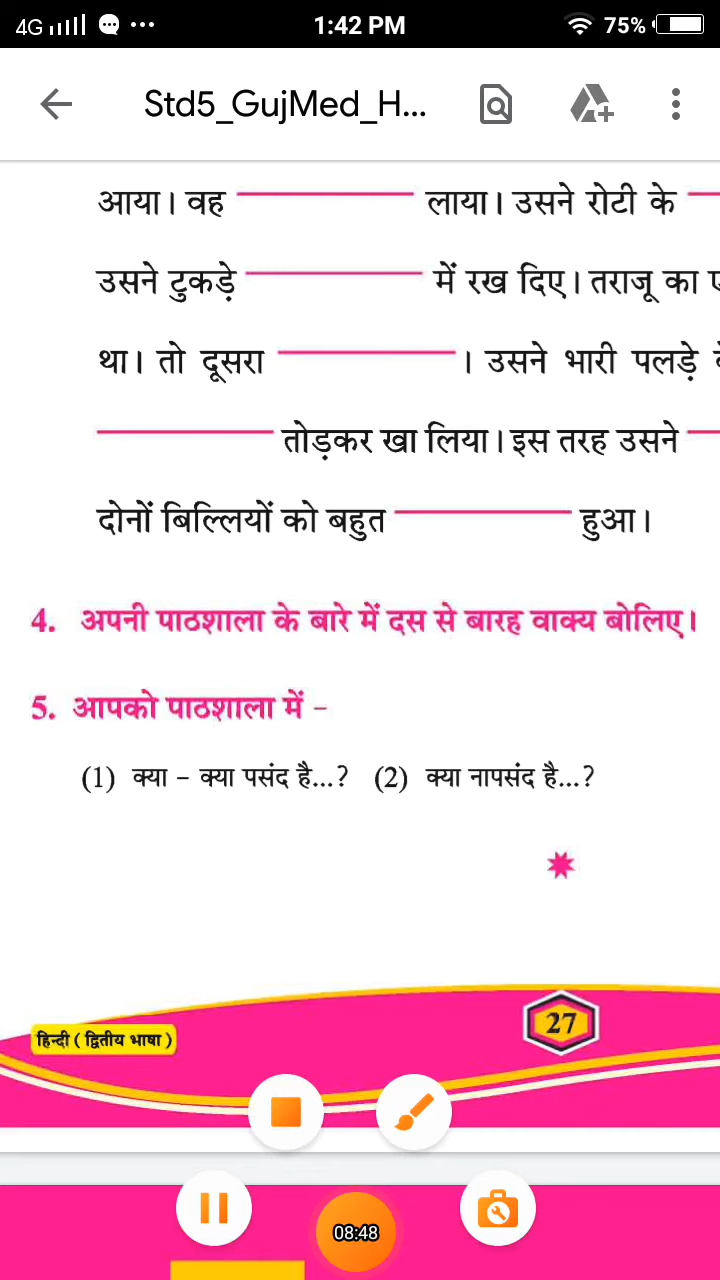 4G 1:42 PM 75%
Std5_GujMed_H...
आया। वह लाया। उसने रोटी के
उसने टुकड़े में रख दिए। तराजू का
था। तो दूसरा । उसने भारी पलड़े
तोड़कर खा लिया। इस तरह उसने
दोनों बिल्लियों को बहुत हुआ।
4. अपनी पाठशाला के बारे में दस से बारह वाक्य बोलिए।
5. आपको पाठशाला में –
(1) क्या – क्या पसंद है...? (2) क्या नापसंद है...?
27
हिन्दी ( द्वितीय भाषा )
08:48